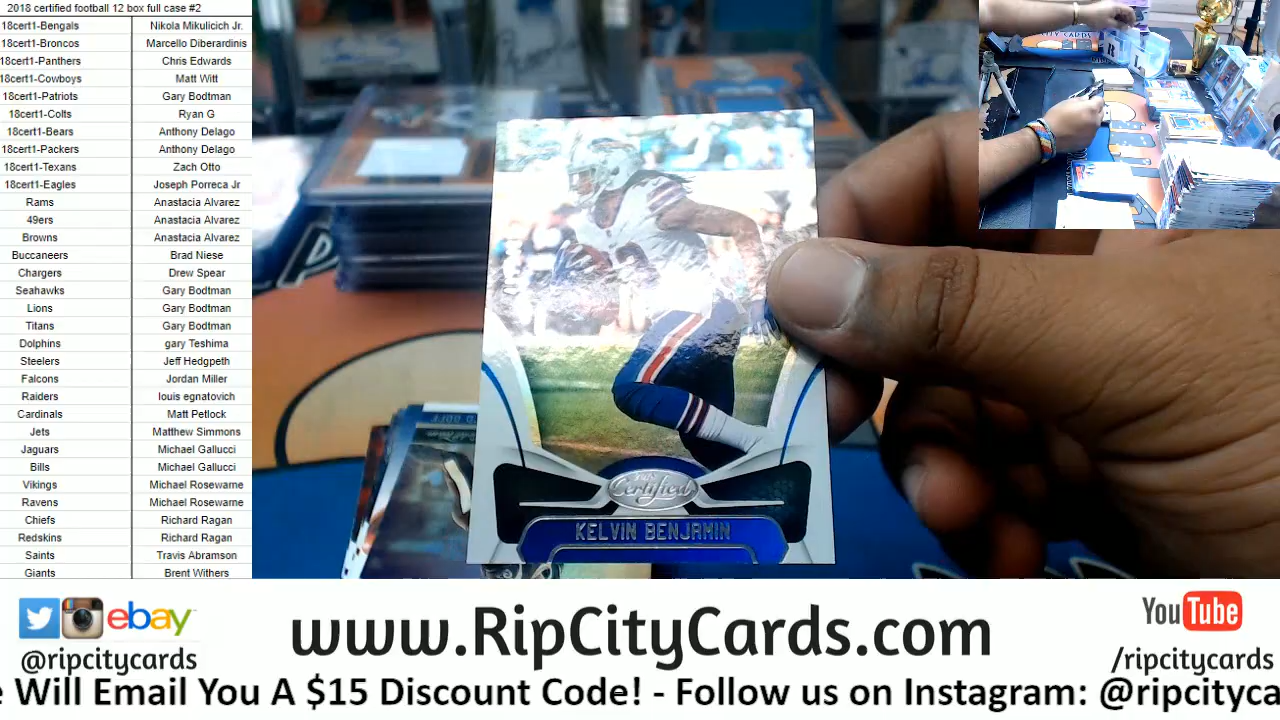 2018 certified football 12 box full case #2
18cert1-Bengals Nikola Mikulicich Jr.
18cert1-Broncos Marcello Diberardinis
18cert1-Panthers Chris Edwards
18cert1-Cowboys Matt Witt
18cert1-Patriots Gary Bodtman
18cert1-Colts Ryan G
18cert1-Bears Anthony Delago
18cert1-Packers Anthony Delago
18cert1-Texans Zach Otto
18cert1-Eagles Joseph Porreca Jr
Rams Anastacia Alvarez
49ers Anastacia Alvarez
Browns Anastacia Alvarez
Buccaneers Brad Niese
Chargers Drew Spear
Seahawks Gary Bodtman
Lions Gary Bodtman
Titans Gary Bodtman
Dolphins gary Teshima
Steelers Jeff Hedgpeth
Falcons Jordan Miller
Raiders louis egnatovich
Cardinals Matt Petlock
Jets Matthew Simmons
Jaguars Michael Gallucci
Bills Michael Gallucci
Vikings Michael Rosewarne
Ravens Michael Rosewarne
Chiefs Richard Ragan
Redskins Richard Ragan
Saints Travis Abramson
Giants Brent Withers
Certified
KELVIN BENJAMIN
ebay
@ripcitycards
www.RipCityCards.com
YouTube
/ripcitycards
e Will Email You A $15 Discount Code! - Follow us on Instagram: @ripcityca